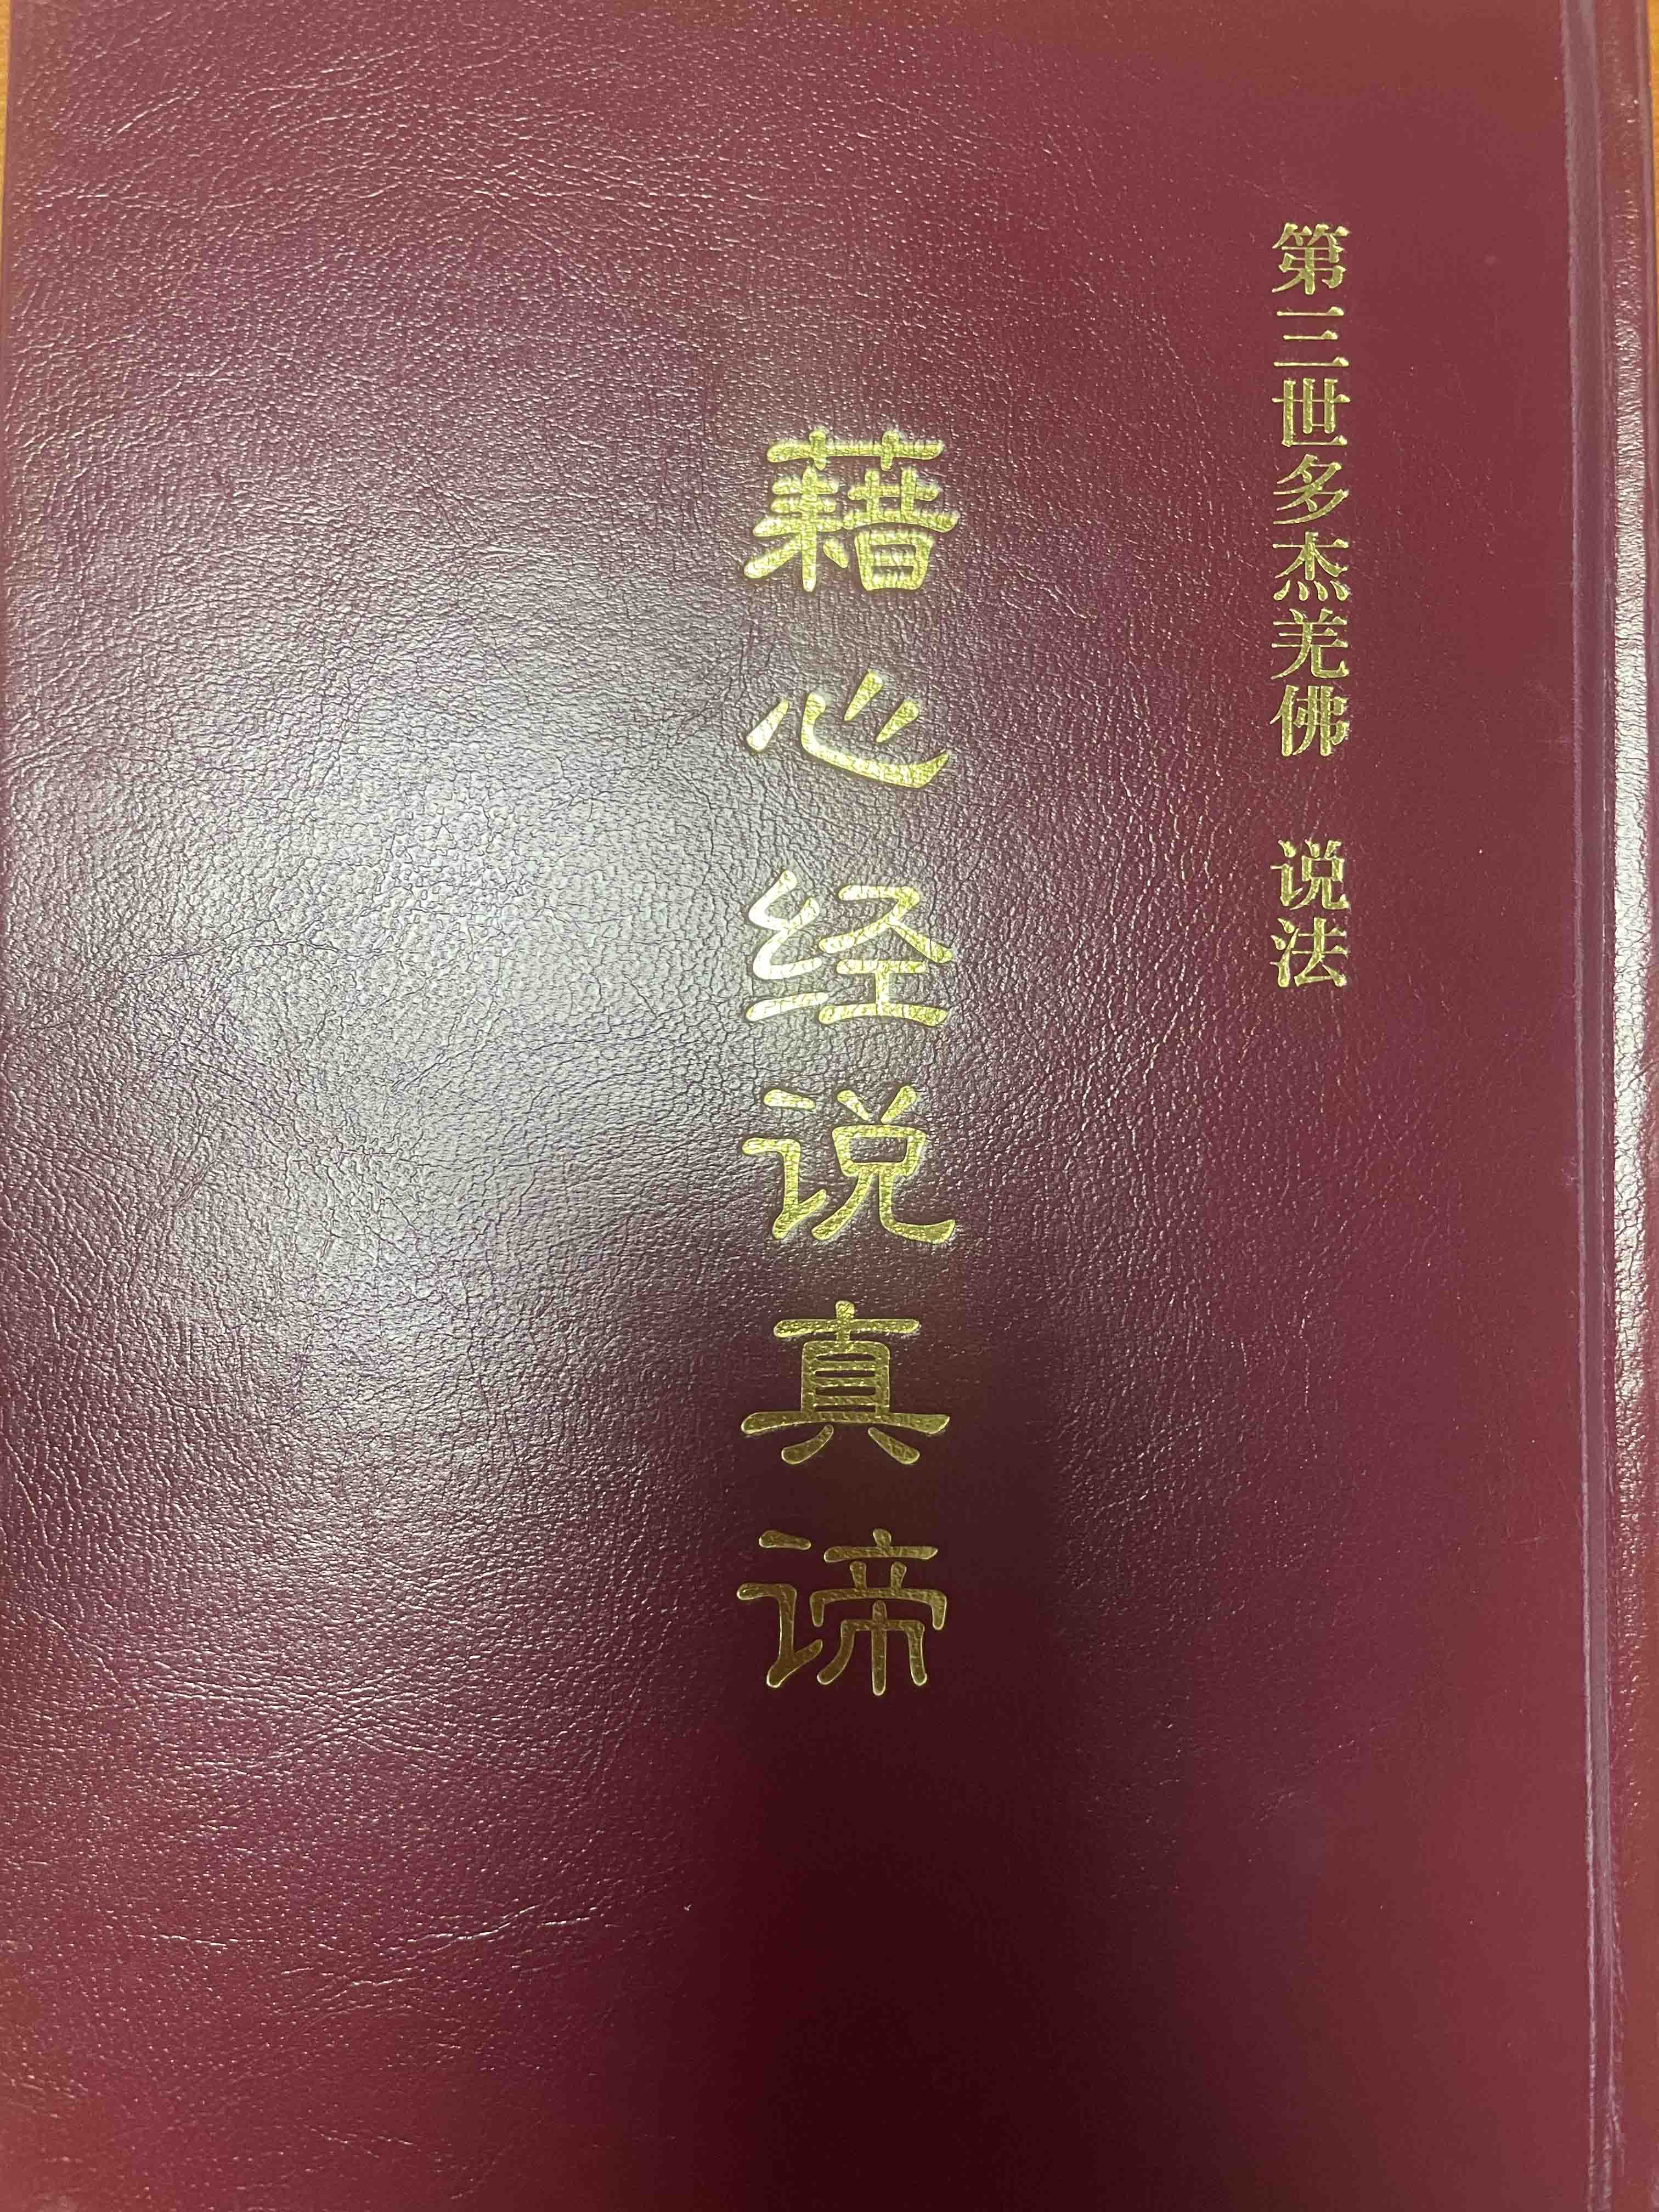 第三世多杰羌佛 说法
藉心经说真谛